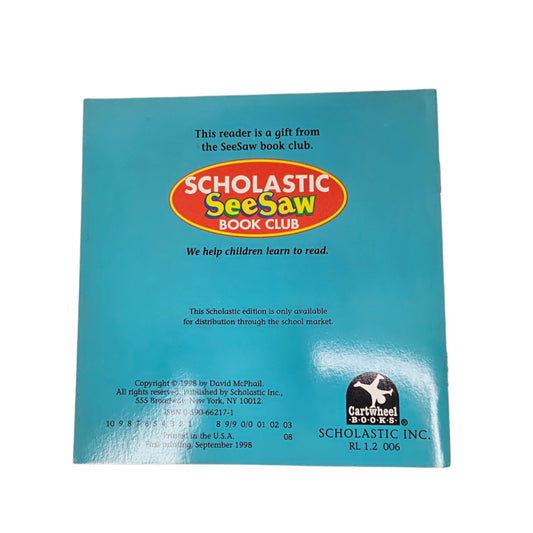 This reader is a gift from
the SeeSaw book club.
SCHOLASTIC
SeeSaw
BOOK CLUB
We help children learn to read.
This Scholastic edition is only available
for distribution through the school market.
Copyright © 1998 by David McPhail.
All rights reserved. Published by Scholastic Inc.,
555 Broadway, New York, NY 10012.
ISBN 0-590-66217-1
10 9 8 7 6 5 4 3 2 1 8 9/9 0/0 01 02 03
Printed in the U.S.A. 08
First printing, September 1998
Cartwheel
·BOOKS· ®
SCHOLASTIC INC.
RL 1.2 006